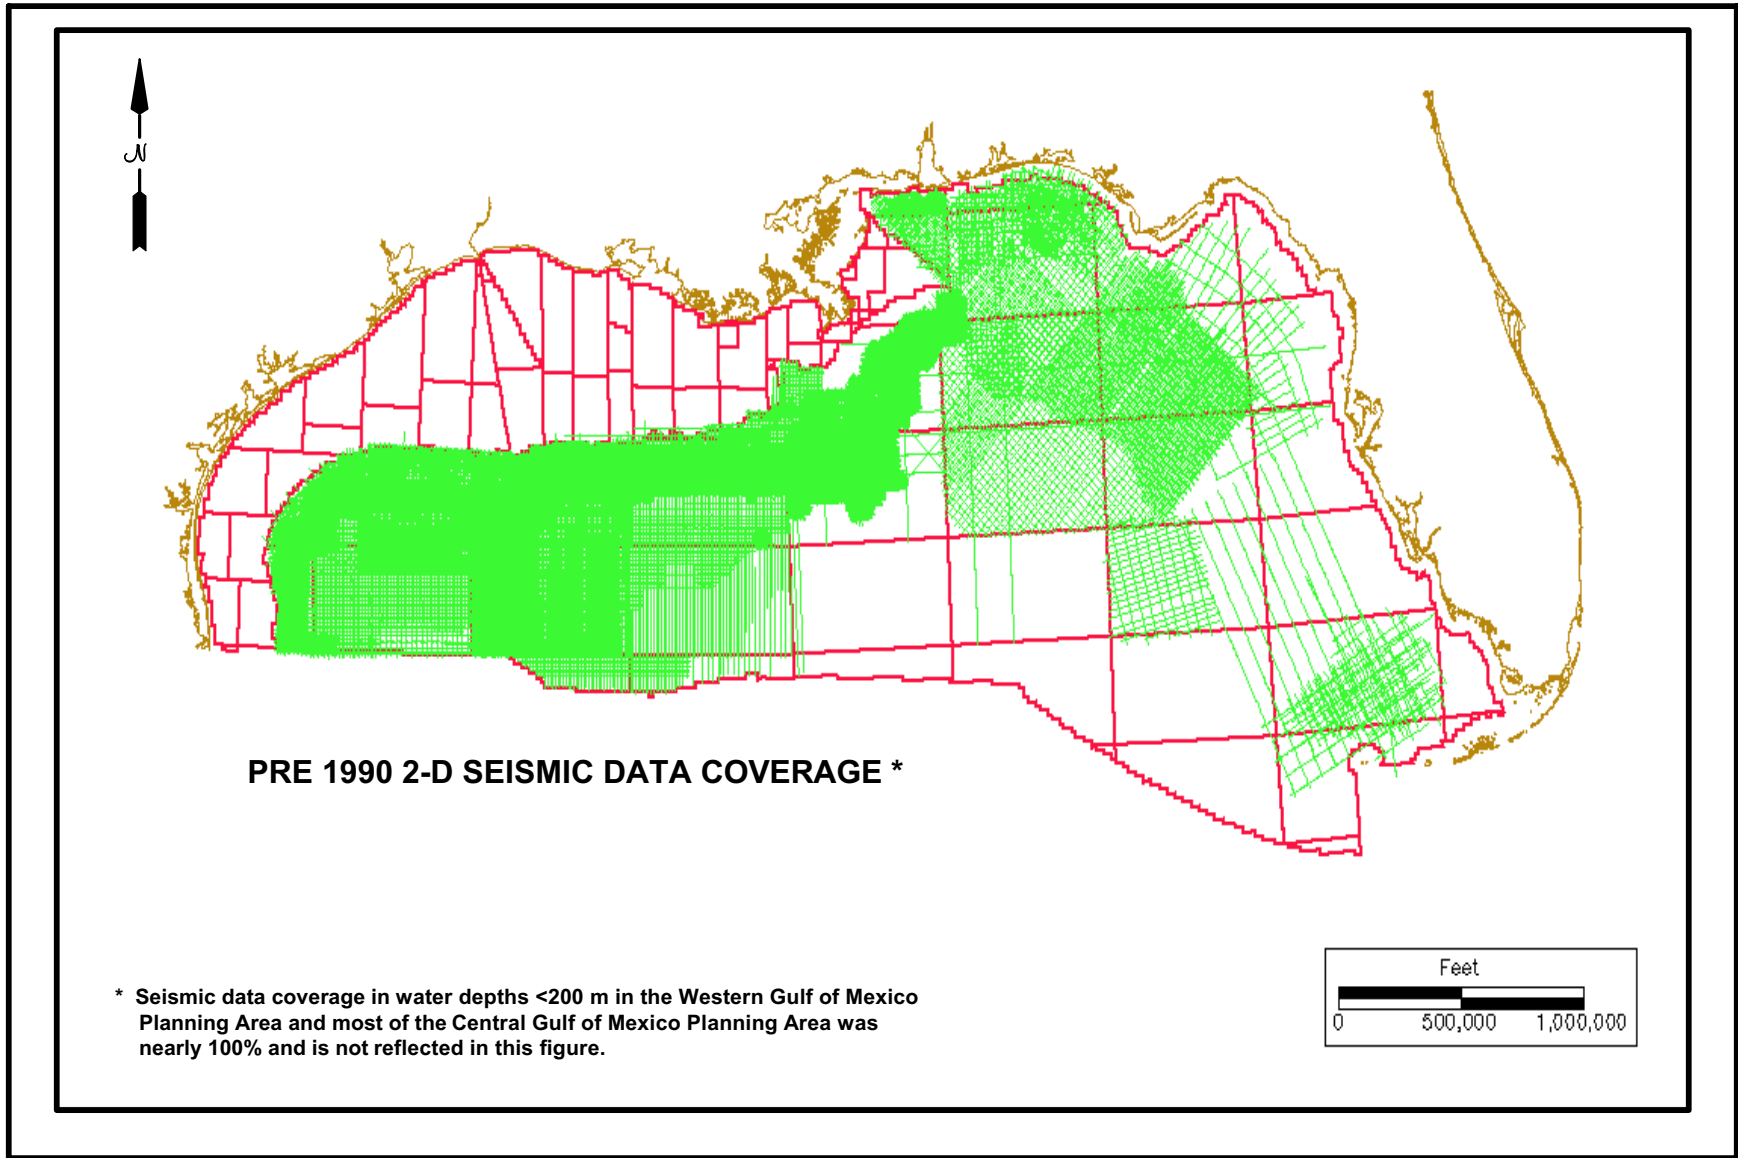 N
PRE 1990 2-D SEISMIC DATA COVERAGE *
* Seismic data coverage in water depths <200 m in the Western Gulf of Mexico
Planning Area and most of the Central Gulf of Mexico Planning Area was
nearly 100% and is not reflected in this figure.
Feet
0 500,000 1,000,000